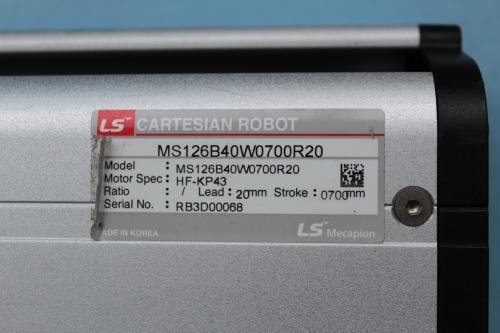 LS CARTESIAN ROBOT
MS126B40W0700R20
Model : MS126B40W0700R20
Motor Spec : HF-KP43
Ratio : / Lead : 20mm Stroke : 0700mm
Serial No. : RB3D00068
MADE IN KOREA LS Mecapion